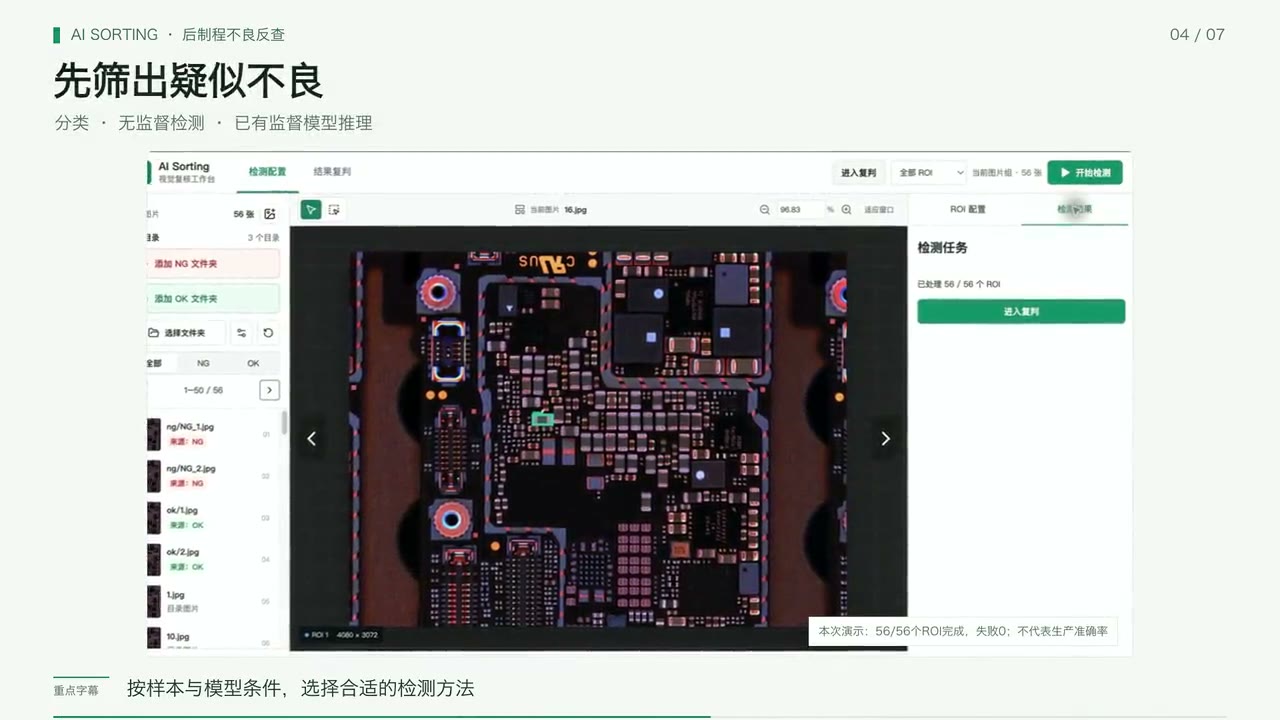 AI SORTING · 后制程不良反查
04 / 07
先筛出疑似不良
分类 · 无监督检测 · 已有监督模型推理
AI Sorting
视觉复核工作台
检测配置
结果复判
进入复判
全部 ROI
当前图片组 · 56 张
开始检测
56 张
当前图片 16.jpg
96.83 %
适应窗口
ROI 配置
3 个目录
添加 NG 文件夹
添加 OK 文件夹
选择文件夹
全部 NG OK
1–50 / 56
ng/NG_1.jpg 01
来源: NG
ng/NG_2.jpg 02
来源: NG
ok/1.jpg 03
来源: OK
ok/2.jpg 04
来源: OK
1.jpg 05
目录图片
10.jpg
检测任务
已处理 56 / 56 个 ROI
进入复判
ROI 1 4080 × 3072
本次演示：56/56个ROI完成，失败0；不代表生产准确率
重点字幕
按样本与模型条件，选择合适的检测方法